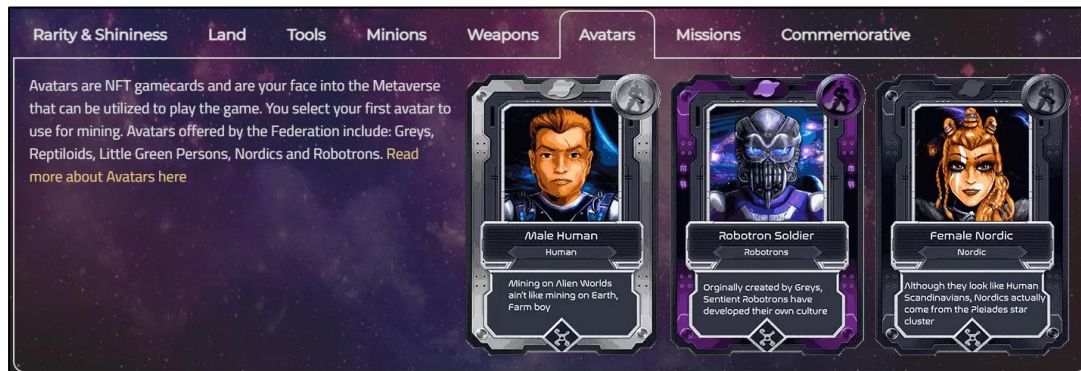 Rarity & Shininess Land Tools Minions Weapons Avatars Missions Commemorative
Avatars are NFT gamecards and are your face into the Metaverse
that can be utilized to play the game. You select your first avatar to
use for mining. Avatars offered by the Federation include: Greys,
Reptiloids, Little Green Persons, Nordics and Robotrons. Read
more about Avatars here
Male Human
Human
Mining on Alien Worlds
ain't like mining on Earth,
Farm boy
Robotron Soldier
Robotrons
Orginally created by Greys,
Sentient Robotrons have
developed their own culture
Female Nordic
Nordic
Although they look like Human
Scandinavians, Nordics actually
come from the Pleiades star
cluster